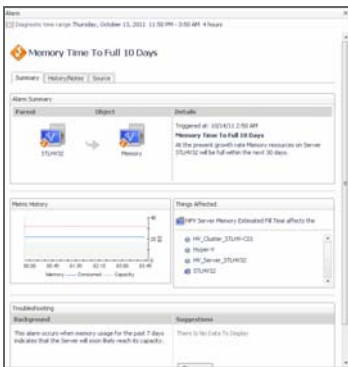 Alarm
Diagnostic time range Thursday, October 13, 2011 11:50 PM - 3:50 AM 4 hours
Memory Time To Full 10 Days
Summary History/Notes Source
Alarm Summary
Parent Object Details
Triggered at: 10/14/11 2:50 AM
Memory Time To Full 10 Days
At the present growth rate Memory resources on Server STLHV32 will be full within the next 30 days.
STLHV32 Memory
Metric History
Things Affected
HPV Server Memory Estimated Fill Time affects the
HV_Cluster_STLHV-CS1
Hyper-V
HV_Server_STLHV32
STLHV32
Memory Consumed Capacity
Troubleshooting
Background Suggestions
This alarm occurs when memory usage for the past 7 days indicates that the Server will soon likely reach its capacity.
There Is No Data To Display